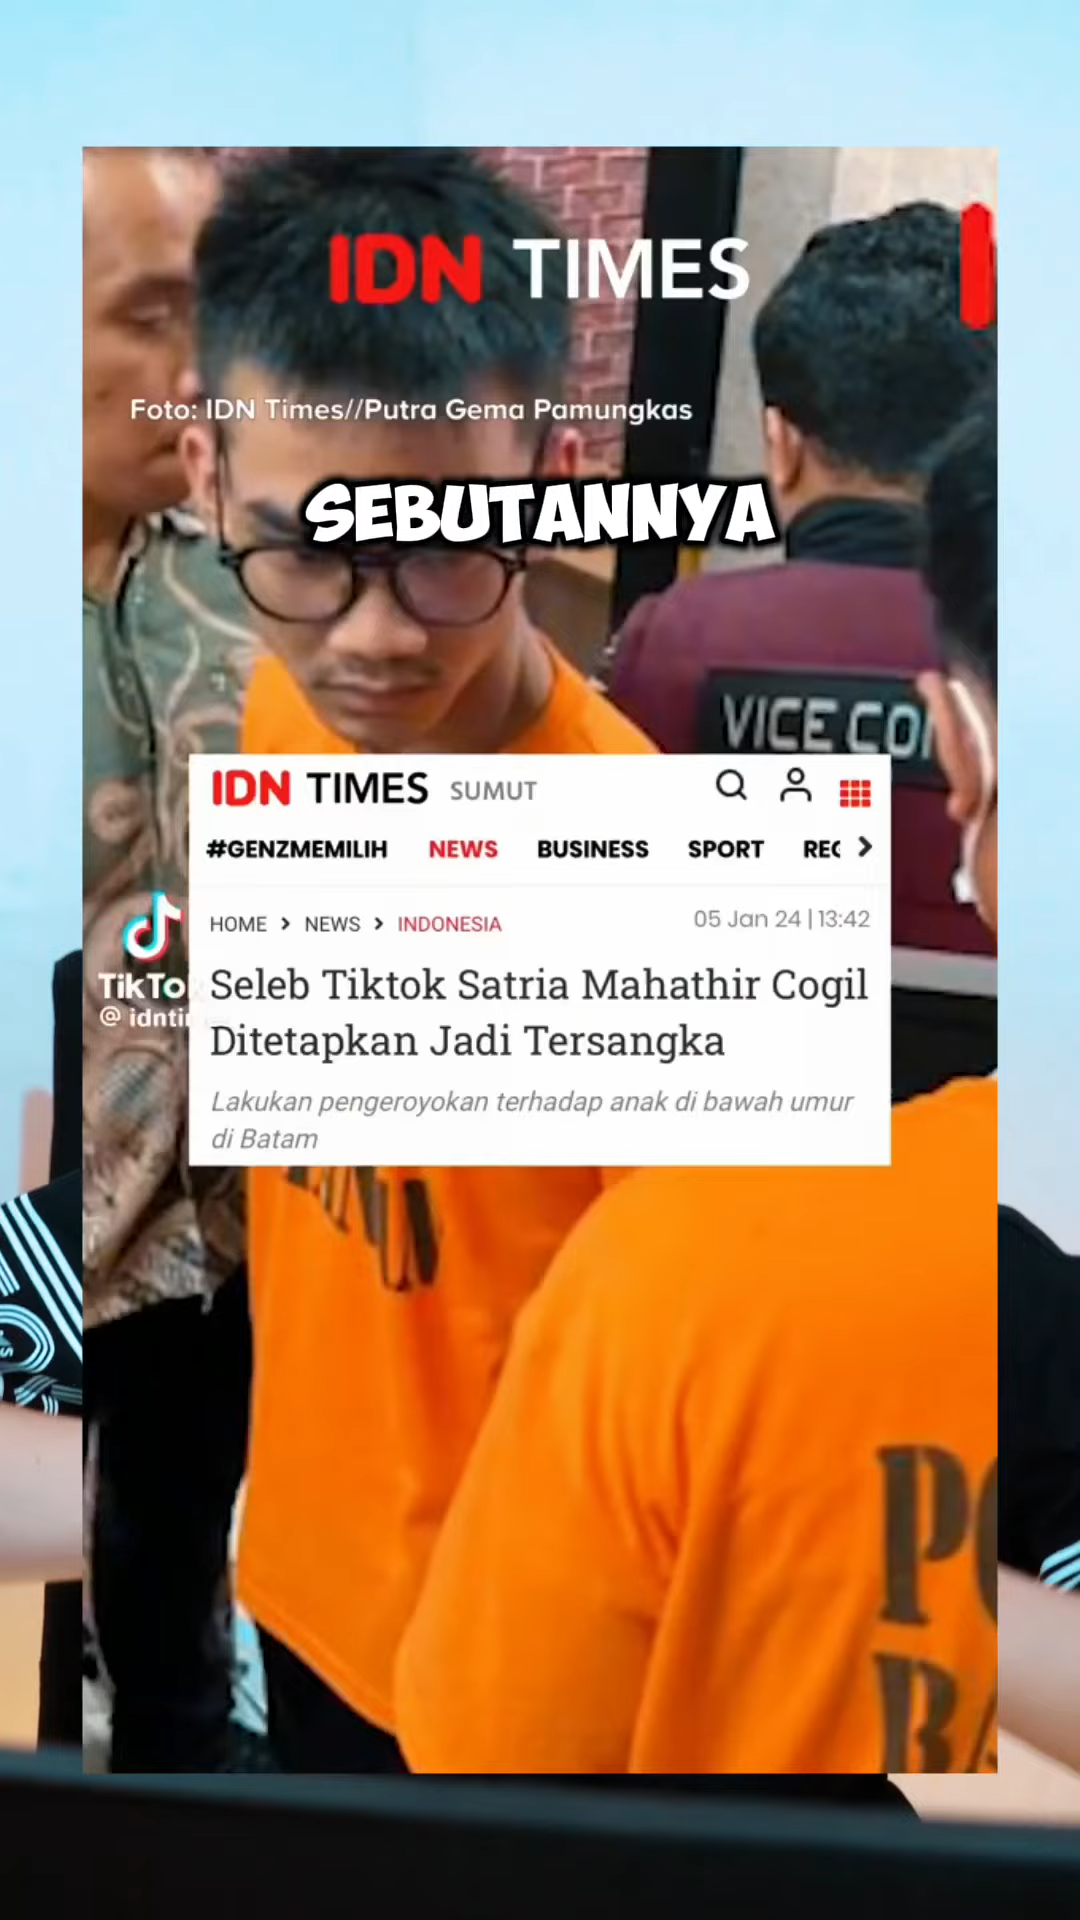 IDN TIMES
Foto: IDN Times//Putra Gema Pamungkas
SEBUTANNYA
VICE
IDN TIMES SUMUT
#GENZMEMILIH NEWS BUSINESS SPORT
HOME > NEWS > INDONESIA 05 Jan 24 | 13:42
Seleb Tiktok Satria Mahathir Cogil
Ditetapkan Jadi Tersangka
Lakukan pengeroyokan terhadap anak di bawah umur
di Batam
TikTok